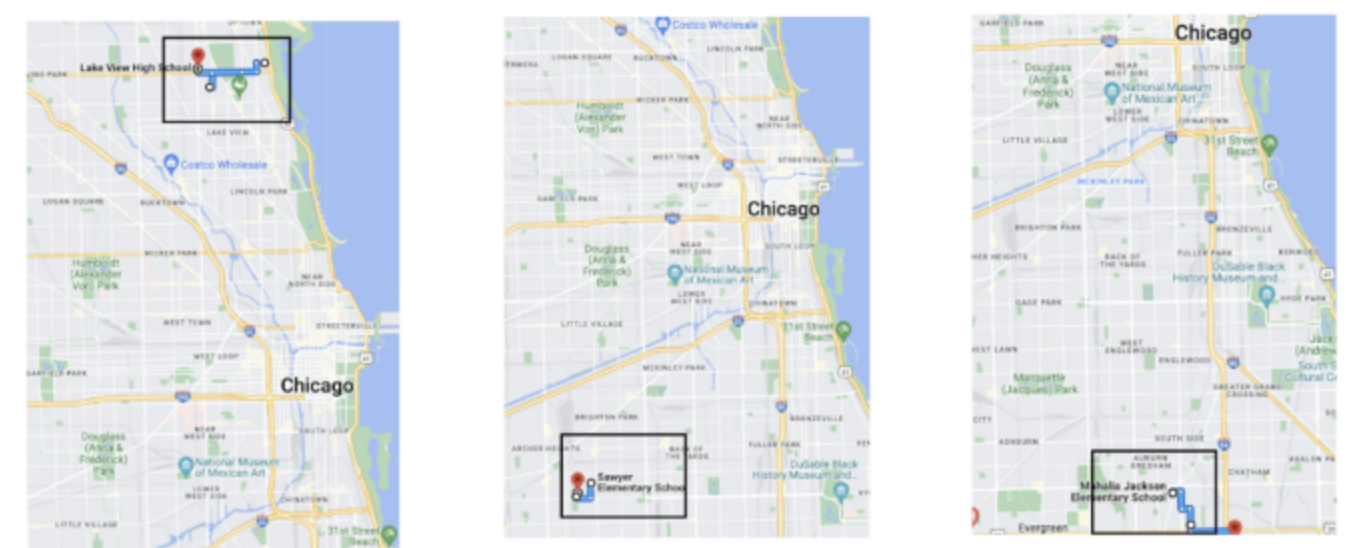 Lake View High School
LAKE VIEW
Costco Wholesale
LINCOLN PARK
LOGAN SQUARE
BUCKTOWN
WICKER PARK
Humboldt
(Alexander
Von) Park
NEAR
NORTH SIDE
WEST TOWN
STREETERVILLE
WEST LOOP
41
GARFIELD PARK
Chicago
Douglass
(Anna &
Frederick)
Park
NEAR
WEST SIDE
SOUTH LOOP
National Museum
of Mexican Art
LOWER
WEST SIDE
CHINATOWN
LITTLE VILLAGE
31st Street
Beach
Costco Wholesale
LINCOLN PARK
LOGAN SQUARE
BUCKTOWN
WICKER PARK
Humboldt
(Alexander
Von) Park
NEAR
NORTH SIDE
WEST TOWN
STREETERVILLE
WEST LOOP
41
GARFIELD PARK
Chicago
Douglass
(Anna &
Frederick)
Park
NEAR
WEST SIDE
SOUTH LOOP
National Museum
of Mexican Art
LOWER
WEST SIDE
CHINATOWN
LITTLE VILLAGE
31st Street
Beach
MCKINLEY PARK
41
BRIGHTON PARK
BRONZEVILLE
ARCHER HEIGHTS
BACK OF
THE YARDS
FULLER PARK
Sawyer
Elementary Schoo
DuSable Black
History Museum and...
GARFIELD PARK
Chicago
Douglass
(Anna &
Frederick)
Park
NEAR
WEST SIDE
SOUTH LOOP
National Museum
of Mexican Art
LOWER
WEST SIDE
CHINATOWN
LITTLE VILLAGE
31st Street
Beach
MCKINLEY PARK
41
BRIGHTON PARK
BRONZEVILLE
HER HEIGHTS
BACK OF
THE YARDS
FULLER PARK
KENWOOD
DuSable Black
History Museum and...
GAGE PARK
HYDE PARK
WEST LAWN
WEST
ENGLEWOOD
ENGLEWOOD
Jack
(Andrew
South S
Cultural C
Marquette
(Jacques) Park
GREATER GRAND
CROSSING
CITY
ASHBURN
SOUTH SIDE
AUBURN
GRESHAM
CHATHAM
AVALON PA
Mahalia Jackson
Elementary School
Evergreen